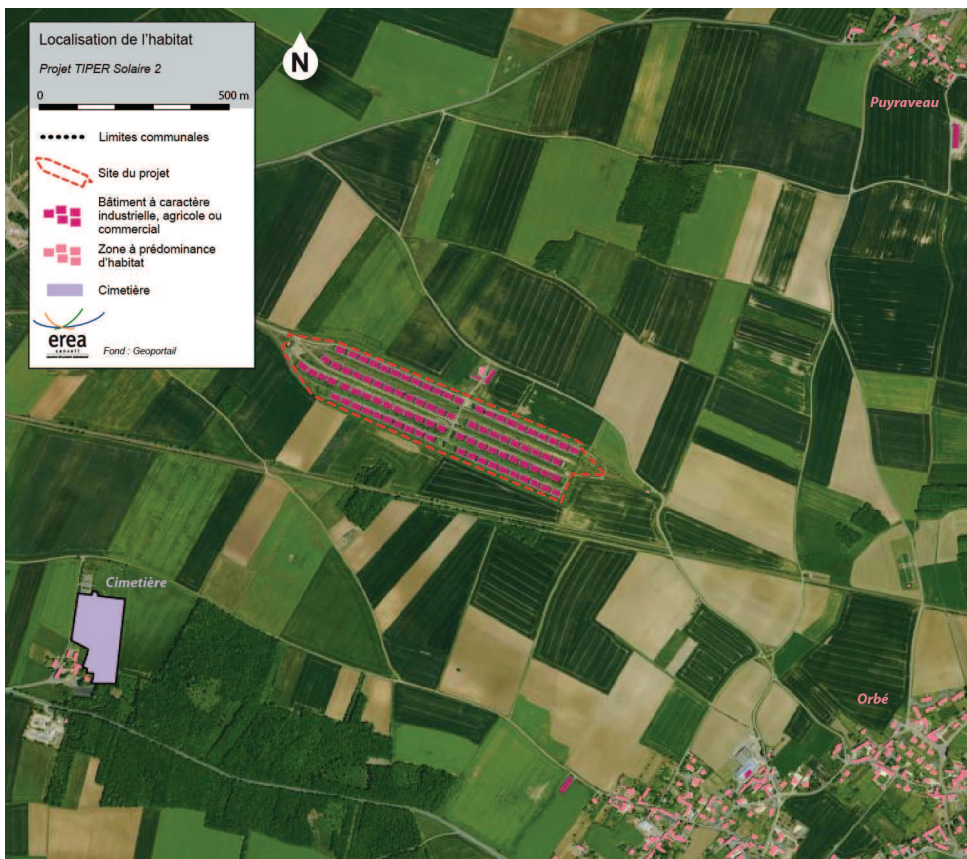 Localisation de l'habitat
Projet TIPER Solaire 2
0 500 m
Limites communales
Site du projet
Bâtiment à caractère
industrielle, agricole ou
commercial
Zone à prédominance
d'habitat
Cimetière
erea
conseil
Fond : Geoportail
N
Puyraveau
Cimetière
Orbé